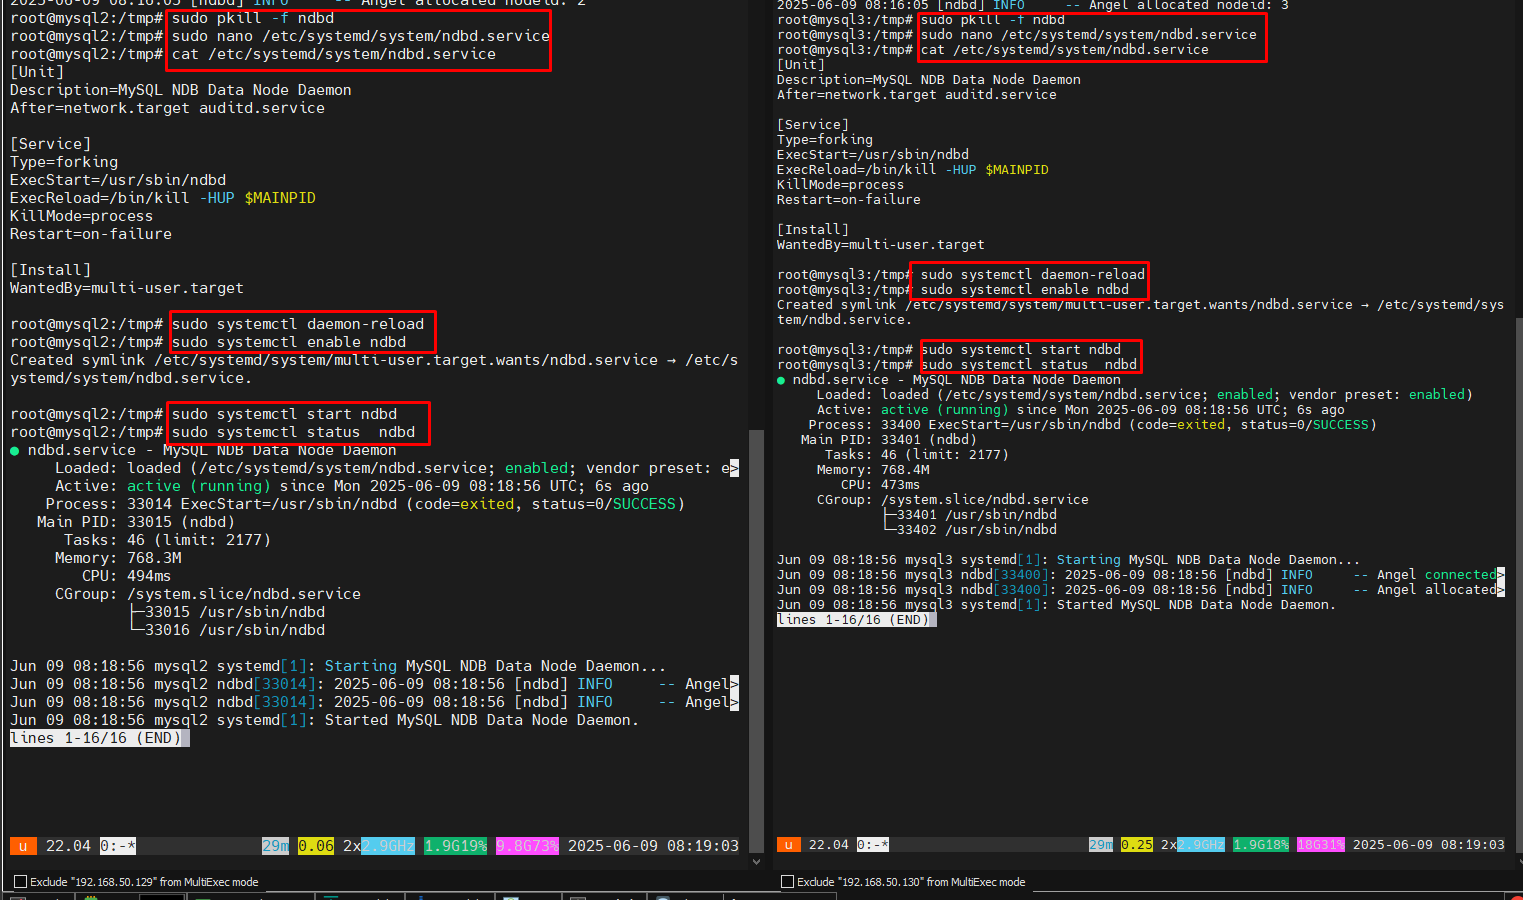 2025-06-09 08:16:05 [ndbd] INFO     -- Angel allocated nodeid: 2
root@mysql2:/tmp# sudo pkill -f ndbd
root@mysql2:/tmp# sudo nano /etc/systemd/system/ndbd.service
root@mysql2:/tmp# cat /etc/systemd/system/ndbd.service
[Unit]
Description=MySQL NDB Data Node Daemon
After=network.target auditd.service
[Service]
Type=forking
ExecStart=/usr/sbin/ndbd
ExecReload=/bin/kill -HUP $MAINPID
KillMode=process
Restart=on-failure
[Install]
WantedBy=multi-user.target
root@mysql2:/tmp# sudo systemctl daemon-reload
root@mysql2:/tmp# sudo systemctl enable ndbd
Created symlink /etc/systemd/system/multi-user.target.wants/ndbd.service → /etc/s
ystemd/system/ndbd.service.
root@mysql2:/tmp# sudo systemctl start ndbd
root@mysql2:/tmp# sudo systemctl status  ndbd
● ndbd.service - MySQL NDB Data Node Daemon
Loaded: loaded (/etc/systemd/system/ndbd.service; enabled; vendor preset: e>
Active: active (running) since Mon 2025-06-09 08:18:56 UTC; 6s ago
Process: 33014 ExecStart=/usr/sbin/ndbd (code=exited, status=0/SUCCESS)
Main PID: 33015 (ndbd)
Tasks: 46 (limit: 2177)
Memory: 768.3M
CPU: 494ms
CGroup: /system.slice/ndbd.service
├─33015 /usr/sbin/ndbd
└─33016 /usr/sbin/ndbd
Jun 09 08:18:56 mysql2 systemd[1]: Starting MySQL NDB Data Node Daemon...
Jun 09 08:18:56 mysql2 ndbd[33014]: 2025-06-09 08:18:56 [ndbd] INFO     -- Angel>
Jun 09 08:18:56 mysql2 ndbd[33014]: 2025-06-09 08:18:56 [ndbd] INFO     -- Angel>
Jun 09 08:18:56 mysql2 systemd[1]: Started MySQL NDB Data Node Daemon.
lines 1-16/16 (END)
u 22.04 0:-* 29m 0.06 2x2.9GHz 1.9G19% 9.8G73% 2025-06-09 08:19:03
Exclude "192.168.50.129" from MultiExec mode
2025-06-09 08:16:05 [ndbd] INFO     -- Angel allocated nodeid: 3
root@mysql3:/tmp# sudo pkill -f ndbd
root@mysql3:/tmp# sudo nano /etc/systemd/system/ndbd.service
root@mysql3:/tmp# cat /etc/systemd/system/ndbd.service
[Unit]
Description=MySQL NDB Data Node Daemon
After=network.target auditd.service
[Service]
Type=forking
ExecStart=/usr/sbin/ndbd
ExecReload=/bin/kill -HUP $MAINPID
KillMode=process
Restart=on-failure
[Install]
WantedBy=multi-user.target
root@mysql3:/tmp# sudo systemctl daemon-reload
root@mysql3:/tmp# sudo systemctl enable ndbd
Created symlink /etc/systemd/system/multi-user.target.wants/ndbd.service → /etc/systemd/sys
tem/ndbd.service.
root@mysql3:/tmp# sudo systemctl start ndbd
root@mysql3:/tmp# sudo systemctl status  ndbd
● ndbd.service - MySQL NDB Data Node Daemon
Loaded: loaded (/etc/systemd/system/ndbd.service; enabled; vendor preset: enabled)
Active: active (running) since Mon 2025-06-09 08:18:56 UTC; 6s ago
Process: 33400 ExecStart=/usr/sbin/ndbd (code=exited, status=0/SUCCESS)
Main PID: 33401 (ndbd)
Tasks: 46 (limit: 2177)
Memory: 768.4M
CPU: 473ms
CGroup: /system.slice/ndbd.service
├─33401 /usr/sbin/ndbd
└─33402 /usr/sbin/ndbd
Jun 09 08:18:56 mysql3 systemd[1]: Starting MySQL NDB Data Node Daemon...
Jun 09 08:18:56 mysql3 ndbd[33400]: 2025-06-09 08:18:56 [ndbd] INFO     -- Angel connected>
Jun 09 08:18:56 mysql3 ndbd[33400]: 2025-06-09 08:18:56 [ndbd] INFO     -- Angel allocated>
Jun 09 08:18:56 mysql3 systemd[1]: Started MySQL NDB Data Node Daemon.
lines 1-16/16 (END)
u 22.04 0:-* 29m 0.25 2x2.9GHz 1.9G18% 18G31% 2025-06-09 08:19:03
Exclude "192.168.50.130" from MultiExec mode